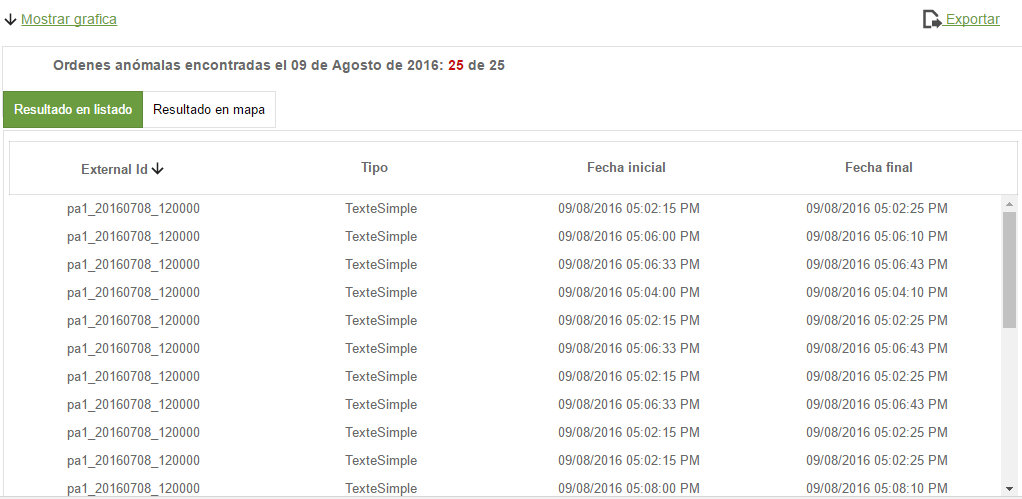 Mostrar grafica Exportar
Ordenes anómalas encontradas el 09 de Agosto de 2016: 25 de 25
Resultado en listado Resultado en mapa
External Id Tipo Fecha inicial Fecha final
pa1_20160708_120000 TexteSimple 09/08/2016 05:02:15 PM 09/08/2016 05:02:25 PM
pa1_20160708_120000 TexteSimple 09/08/2016 05:06:00 PM 09/08/2016 05:06:10 PM
pa1_20160708_120000 TexteSimple 09/08/2016 05:06:33 PM 09/08/2016 05:06:43 PM
pa1_20160708_120000 TexteSimple 09/08/2016 05:04:00 PM 09/08/2016 05:04:10 PM
pa1_20160708_120000 TexteSimple 09/08/2016 05:02:15 PM 09/08/2016 05:02:25 PM
pa1_20160708_120000 TexteSimple 09/08/2016 05:06:33 PM 09/08/2016 05:06:43 PM
pa1_20160708_120000 TexteSimple 09/08/2016 05:02:15 PM 09/08/2016 05:02:25 PM
pa1_20160708_120000 TexteSimple 09/08/2016 05:06:33 PM 09/08/2016 05:06:43 PM
pa1_20160708_120000 TexteSimple 09/08/2016 05:02:15 PM 09/08/2016 05:02:25 PM
pa1_20160708_120000 TexteSimple 09/08/2016 05:02:15 PM 09/08/2016 05:02:25 PM
pa1_20160708_120000 TexteSimple 09/08/2016 05:08:00 PM 09/08/2016 05:08:10 PM